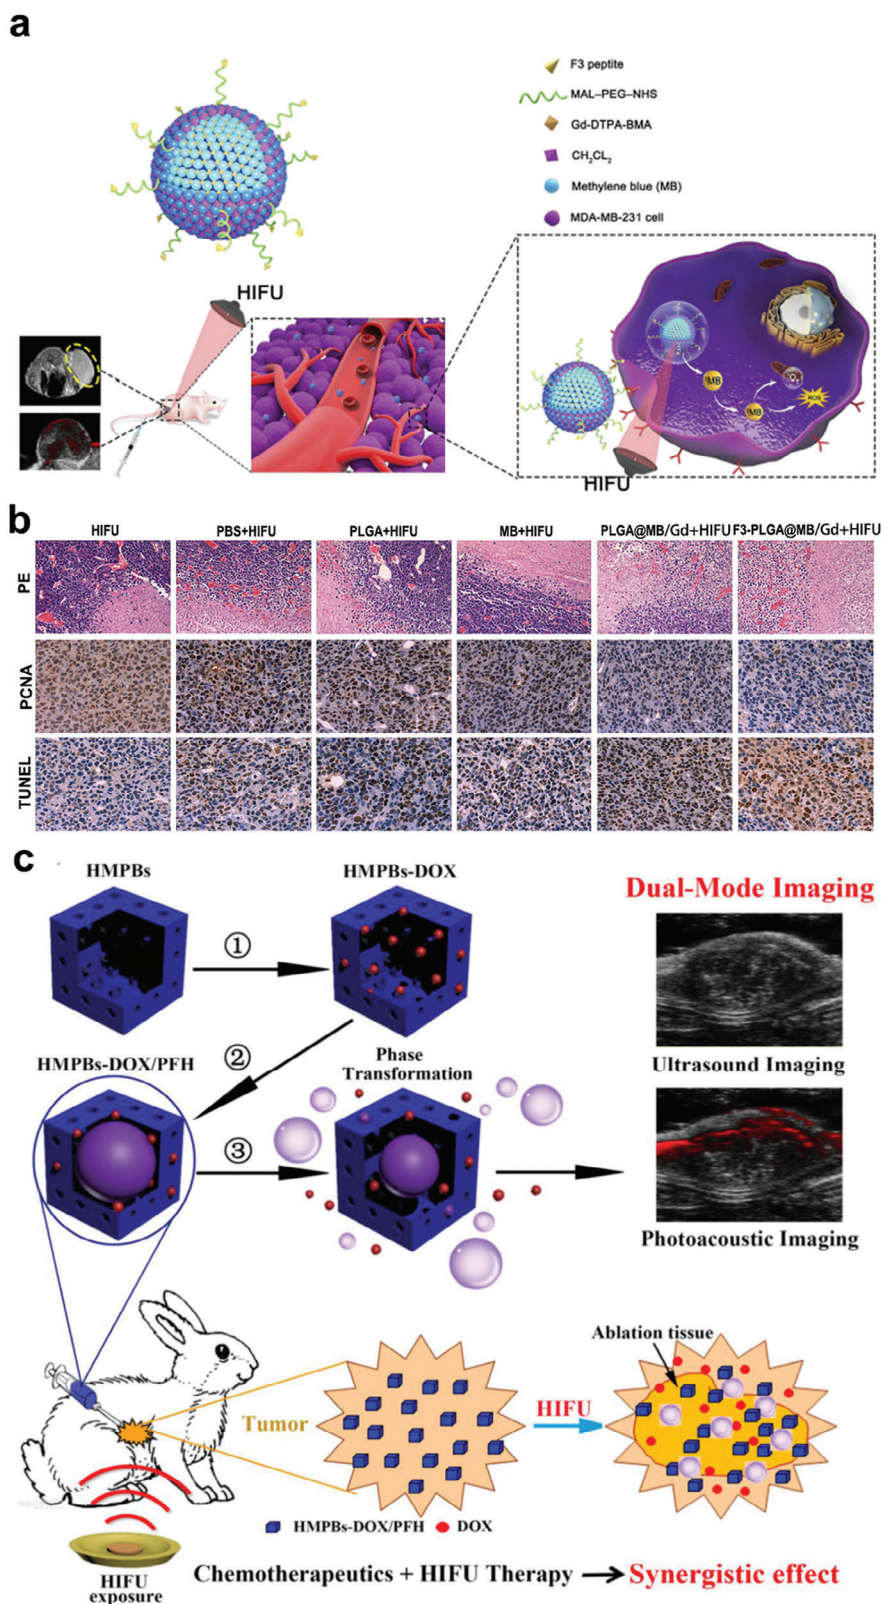 a
F3 peptite
MAL–PEG–NHS
Gd-DTPA-BMA
CH2CL2
Methylene blue (MB)
MDA-MB-231 cell
HIFU
MB
MB
ROS
HIFU
b
HIFU
PBS+HIFU
PLGA+HIFU
MB+HIFU
PLGA@MB/Gd+HIFU
F3-PLGA@MB/Gd+HIFU
PE
PCNA
TUNEL
c
HMPBs
HMPBs-DOX
Dual-Mode Imaging
①
Ultrasound Imaging
HMPBs-DOX/PFH
②
Phase
Transformation
③
Photoacoustic Imaging
Ablation tissue
Tumor
HIFU
HMPBs-DOX/PFH
DOX
HIFU
exposure
Chemotherapeutics + HIFU Therapy
Synergistic effect